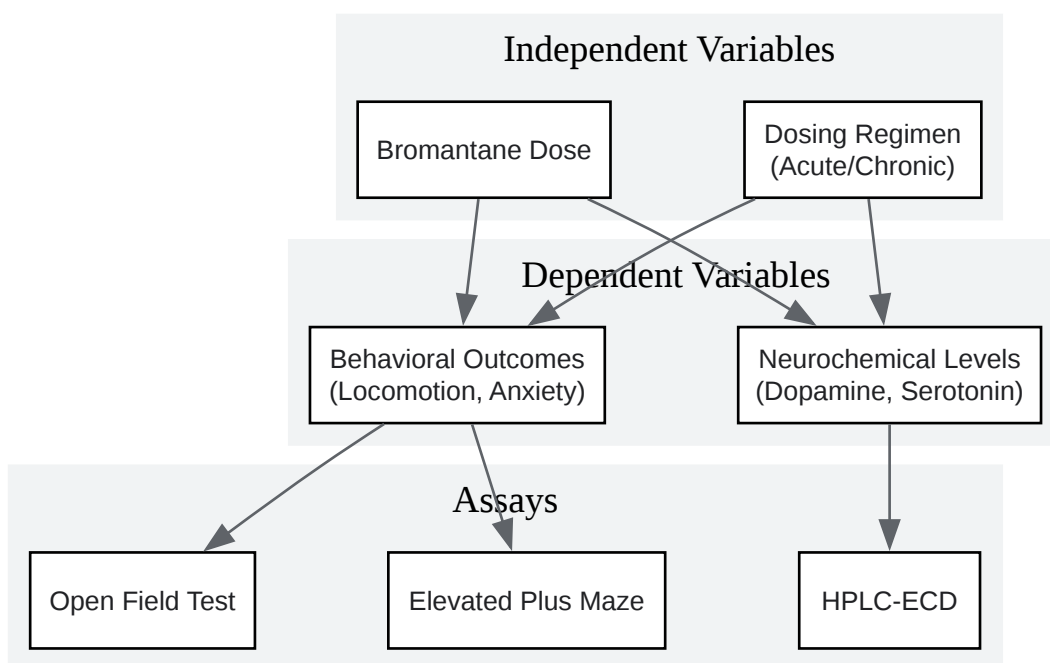 Independent Variables
Bromantane Dose
Dosing Regimen
(Acute/Chronic)
Dependent Variables
Behavioral Outcomes
(Locomotion, Anxiety)
Neurochemical Levels
(Dopamine, Serotonin)
Assays
Open Field Test
Elevated Plus Maze
HPLC-ECD